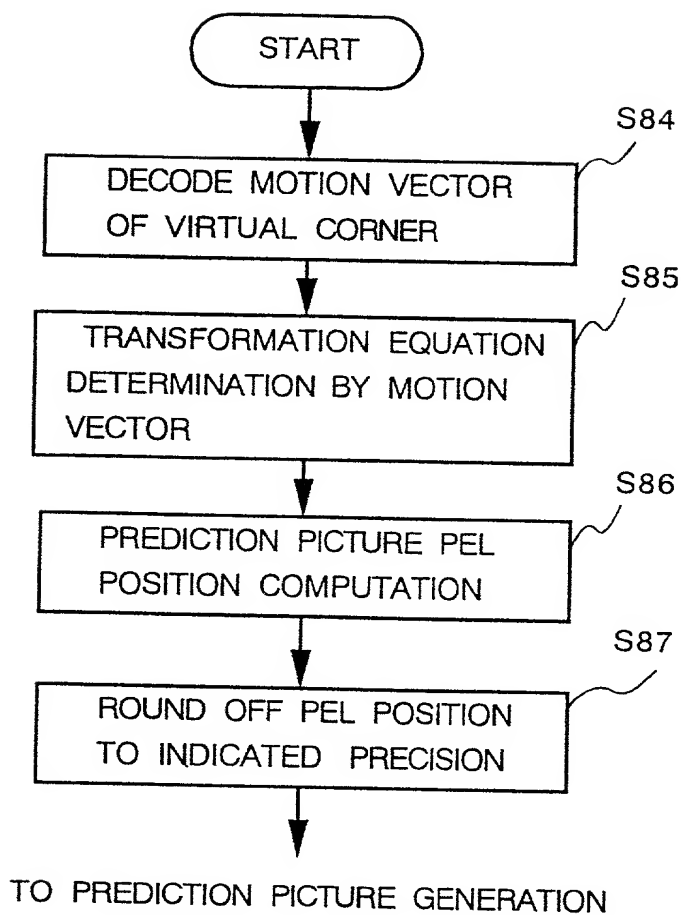 START
S84
DECODE MOTION VECTOR
OF VIRTUAL CORNER
S85
TRANSFORMATION EQUATION
DETERMINATION BY MOTION
VECTOR
S86
PREDICTION PICTURE PEL
POSITION COMPUTATION
S87
ROUND OFF PEL POSITION
TO INDICATED PRECISION
TO PREDICTION PICTURE GENERATION